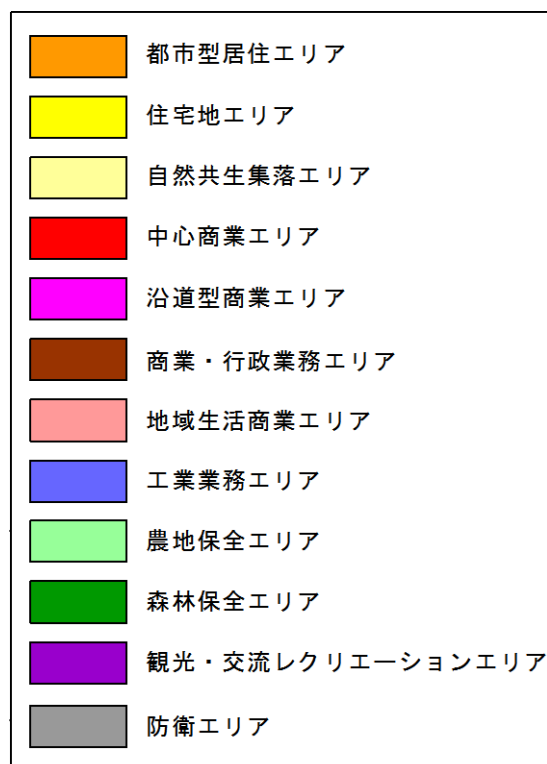 都市型居住エリア
住宅地エリア
自然共生集落エリア
中心商業エリア
沿道型商業エリア
商業・行政業務エリア
地域生活商業エリア
工業業務エリア
農地保全エリア
森林保全エリア
観光・交流レクリエーションエリア
防衛エリア